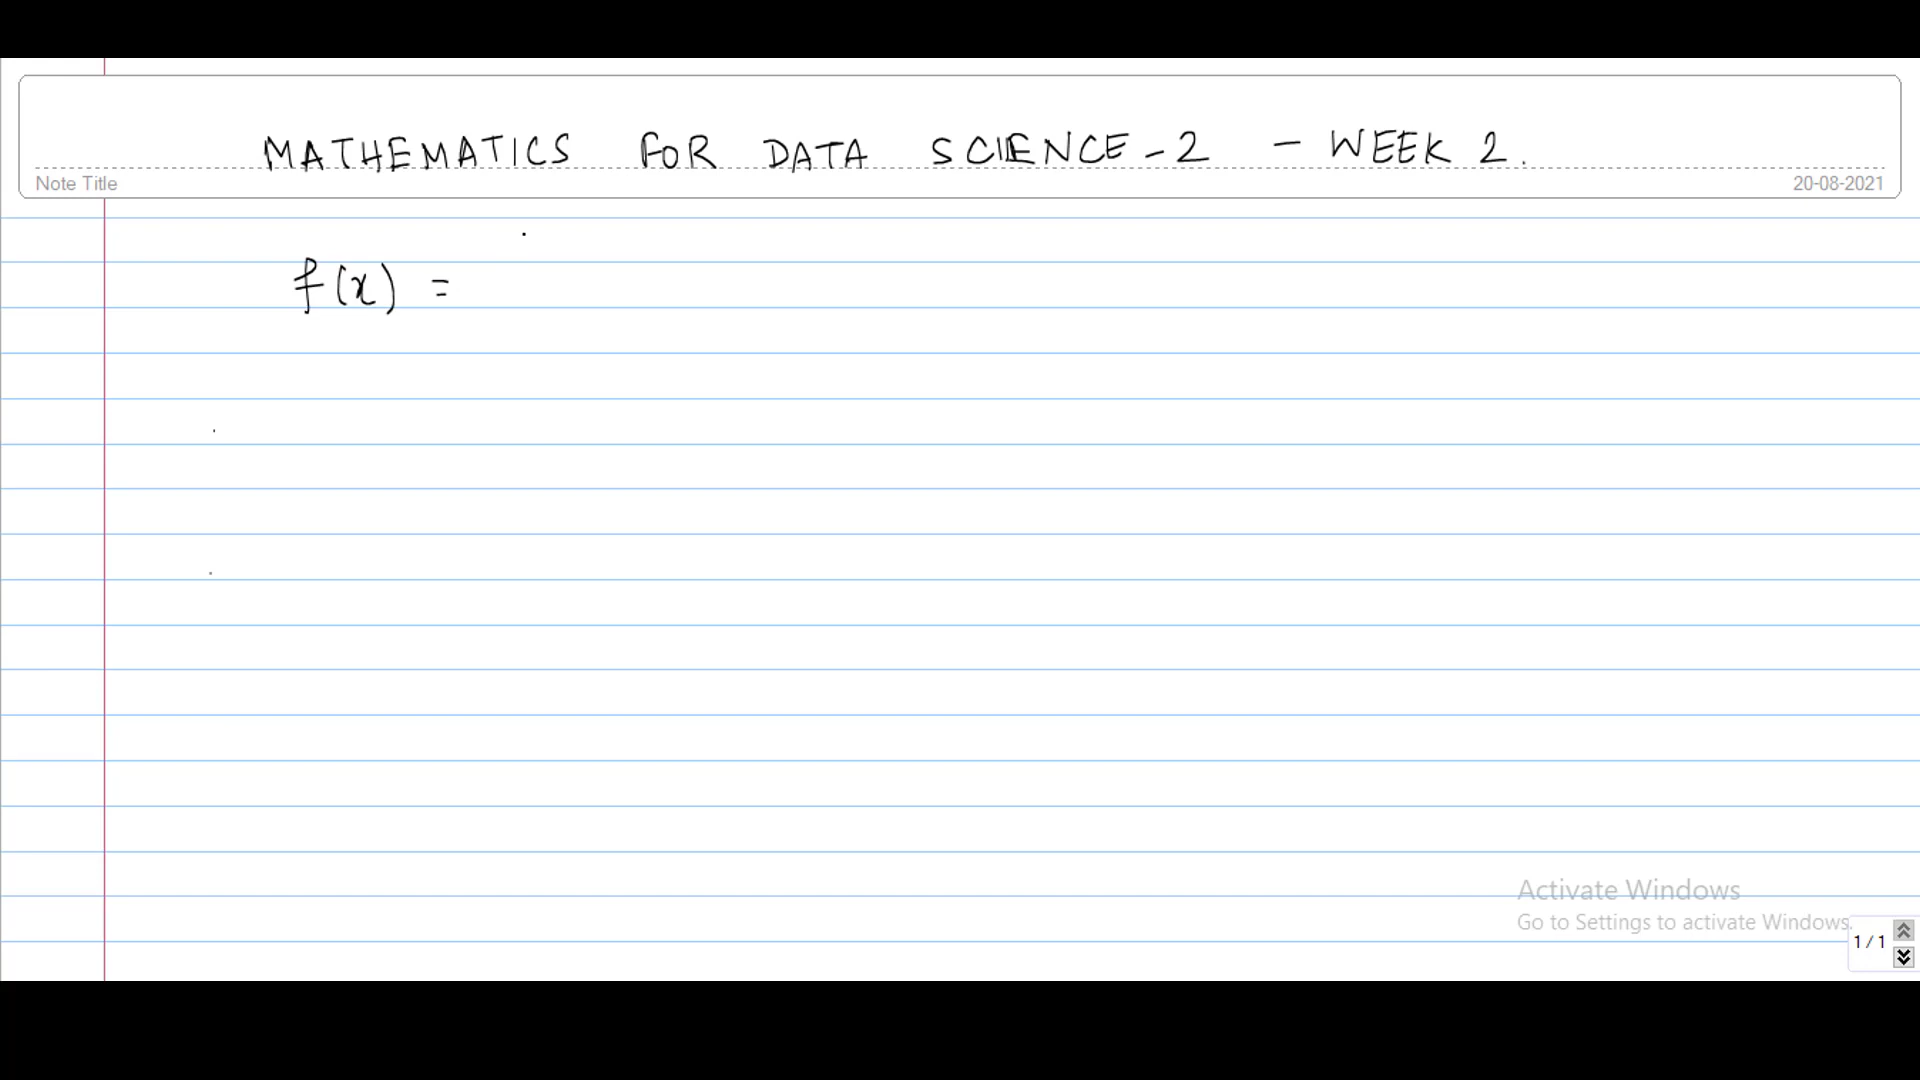 MATHEMATICS FOR DATA SCIENCE-2 - WEEK 2.
Note Title
20-08-2021
f(x) =
Activate Windows
Go to Settings to activate Windows.
1 / 1